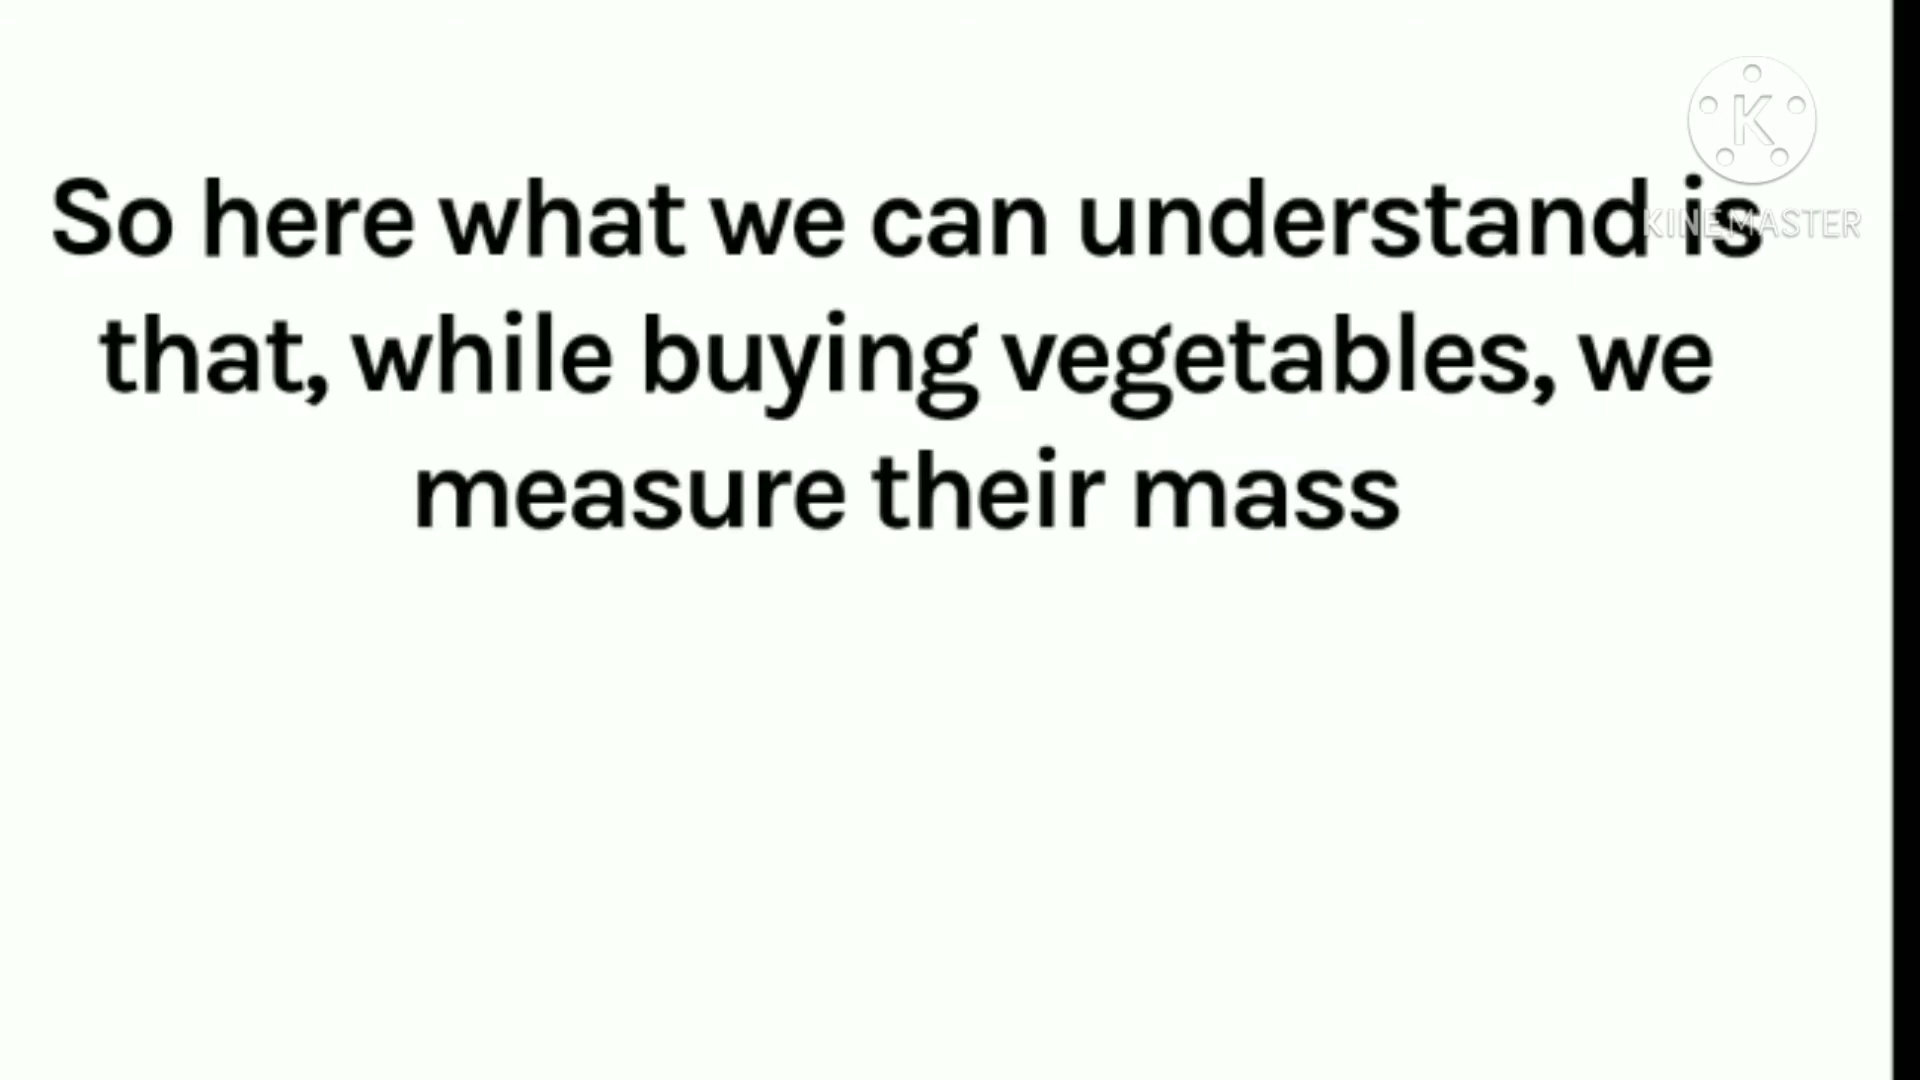 K
So here what we can understand is
KINEMASTER
that, while buying vegetables, we
measure their mass